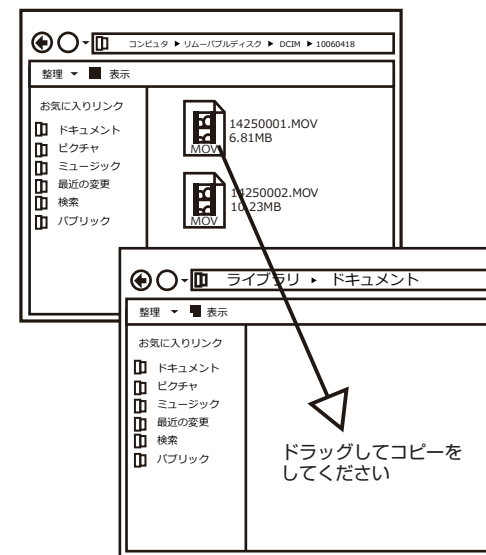 コンピュタ ▶ リムーバブルディスク ▶ DCIM ▶ 10060418
整理 ▼ 表示
お気に入りリンク
ドキュメント
ピクチャ
ミュージック
最近の変更
検索
パブリック
14250001.MOV
6.81MB
MOV
14250002.MOV
10.23MB
MOV
ライブラリ ▶ ドキュメント
整理 ▼ 表示
お気に入りリンク
ドキュメント
ピクチャ
ミュージック
最近の変更
検索
パブリック
ドラッグしてコピーを
してください